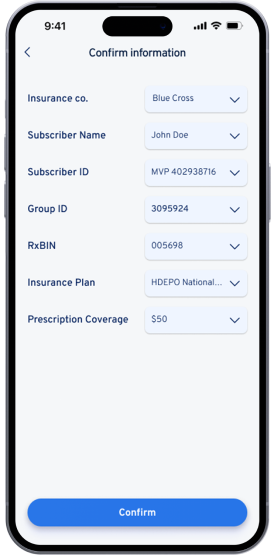 9:41
Confirm information
Insurance co. Blue Cross
Subscriber Name John Doe
Subscriber ID MVP 402938716
Group ID 3095924
RxBIN 005698
Insurance Plan HDEPO National...
Prescription Coverage $50
Confirm